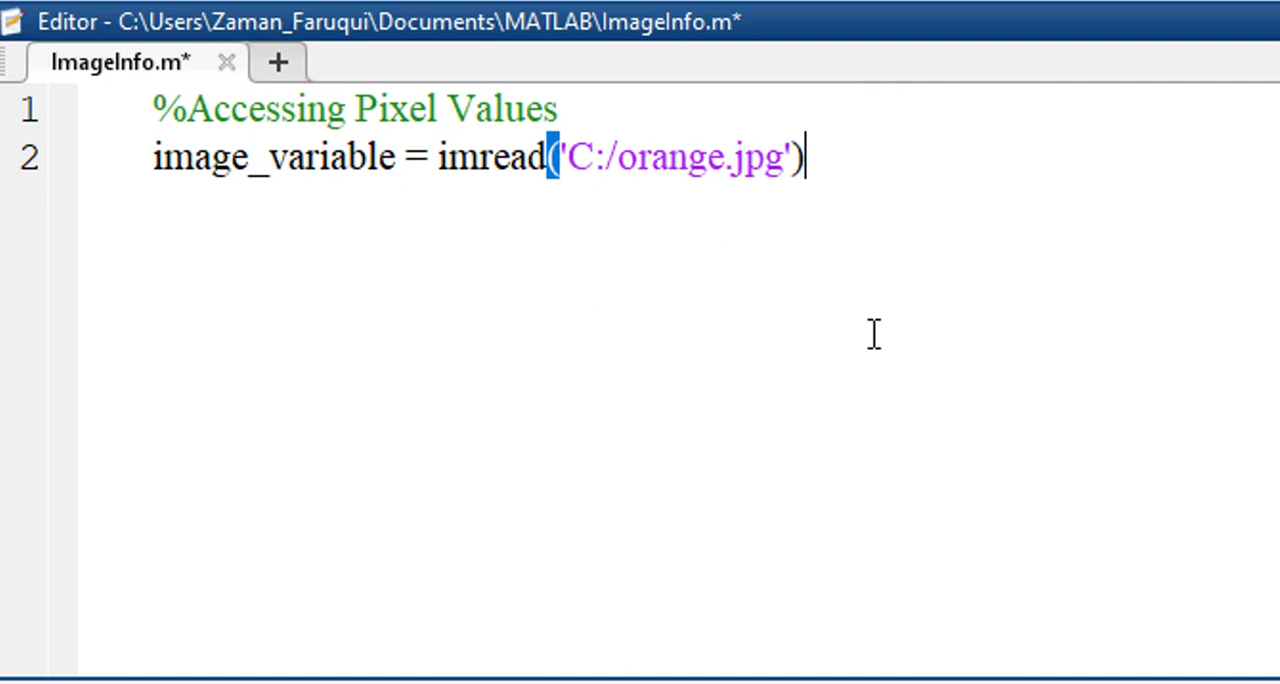 Editor - C:\Users\Zaman_Faruqui\Documents\MATLAB\ImageInfo.m*
ImageInfo.m*
1 %Accessing Pixel Values
2 image_variable = imread('C:/orange.jpg')